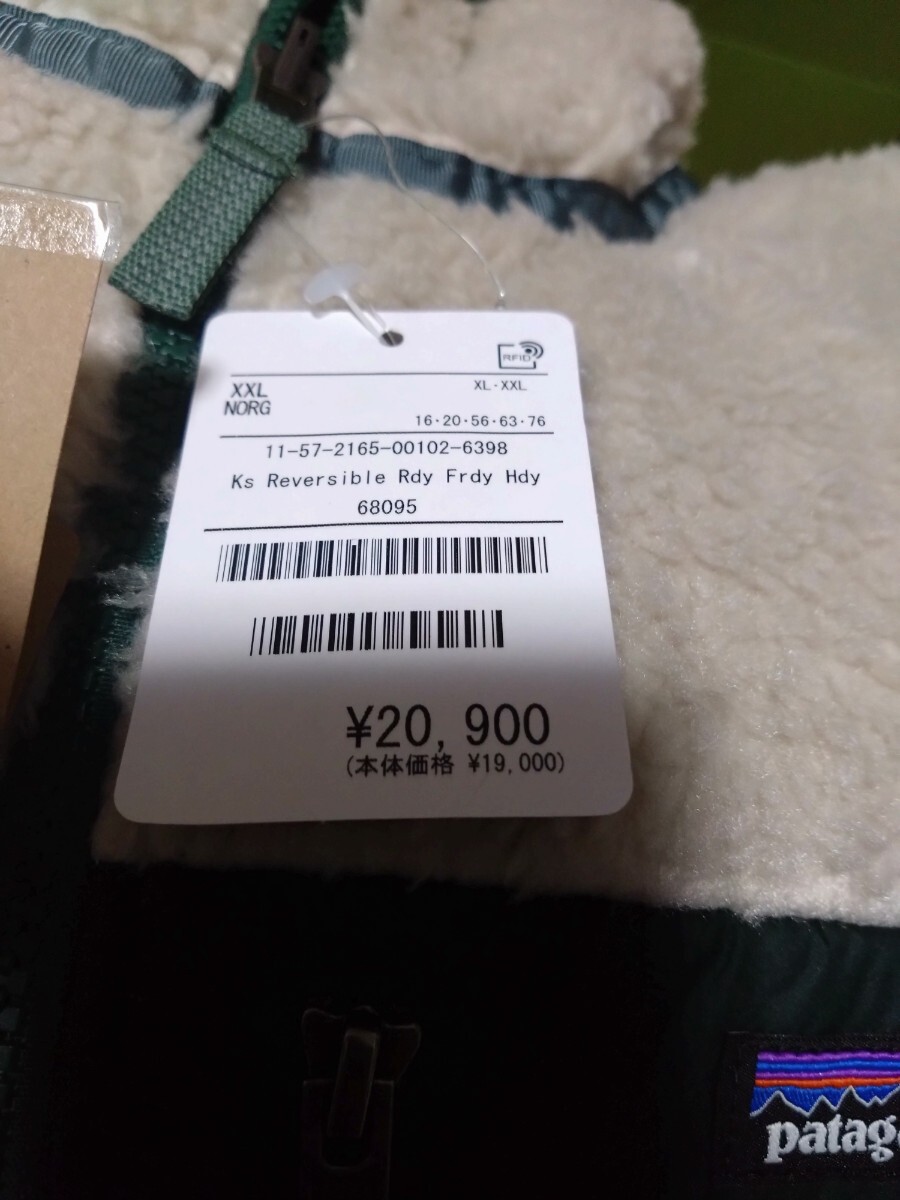 RFID
XXL
XL·XXL
NORG
16·20·56·63·76
11-57-2165-00102-6398
Ks Reversible Rdy Frdy Hdy
68095
¥20,900
(本体価格 ¥19,000)
patag